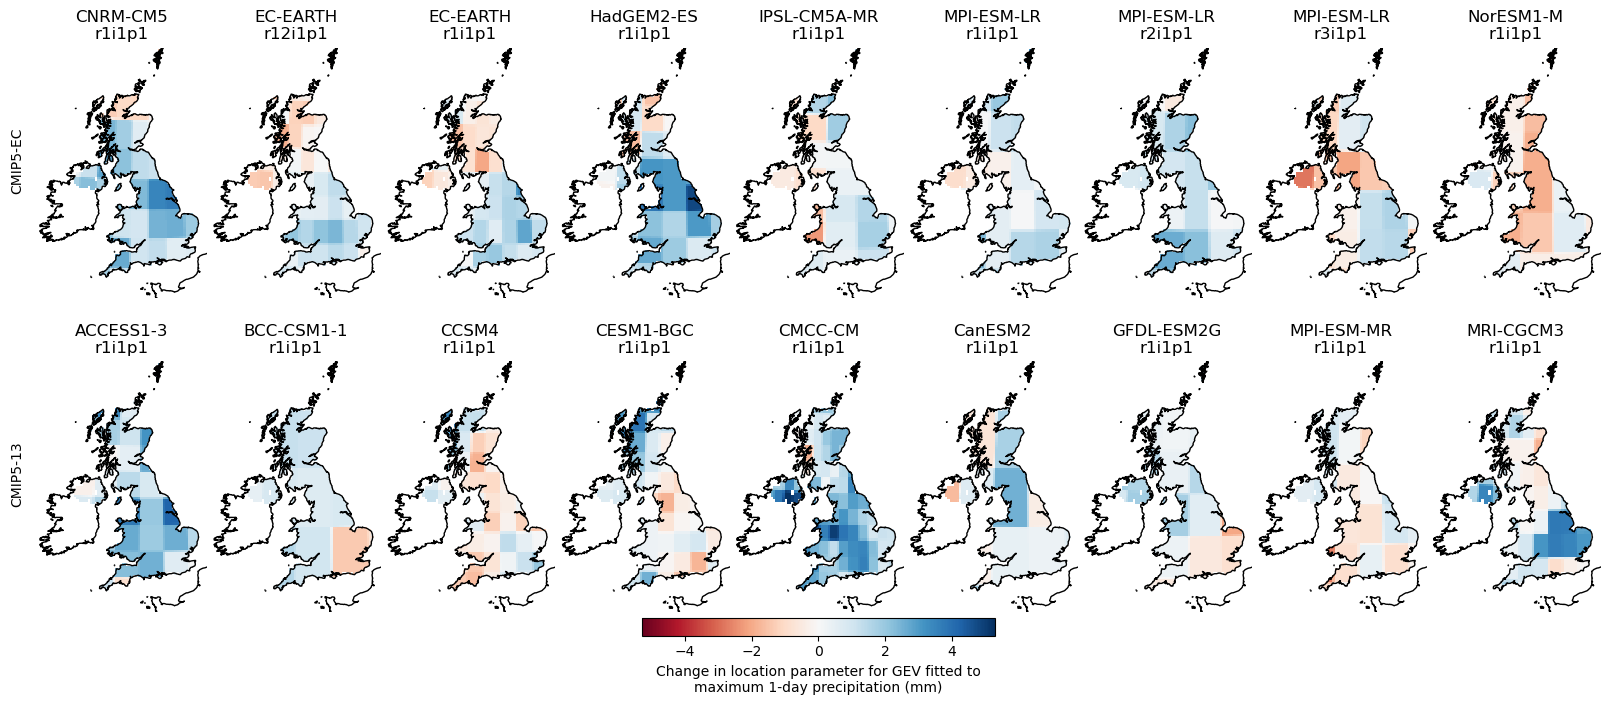 CNRM-CM5 EC-EARTH EC-EARTH HadGEM2-ES IPSL-CM5A-MR MPI-ESM-LR MPI-ESM-LR MPI-ESM-LR NorESM1-M
r1i1p1 r12i1p1 r1i1p1 r1i1p1 r1i1p1 r1i1p1 r2i1p1 r3i1p1 r1i1p1
CMIP5-EC
ACCESS1-3 BCC-CSM1-1 CCSM4 CESM1-BGC CMCC-CM CanESM2 GFDL-ESM2G MPI-ESM-MR MRI-CGCM3
r1i1p1 r1i1p1 r1i1p1 r1i1p1 r1i1p1 r1i1p1 r1i1p1 r1i1p1 r1i1p1
CMIP5-13
−4 −2 0 2 4
Change in location parameter for GEV fitted to
maximum 1-day precipitation (mm)